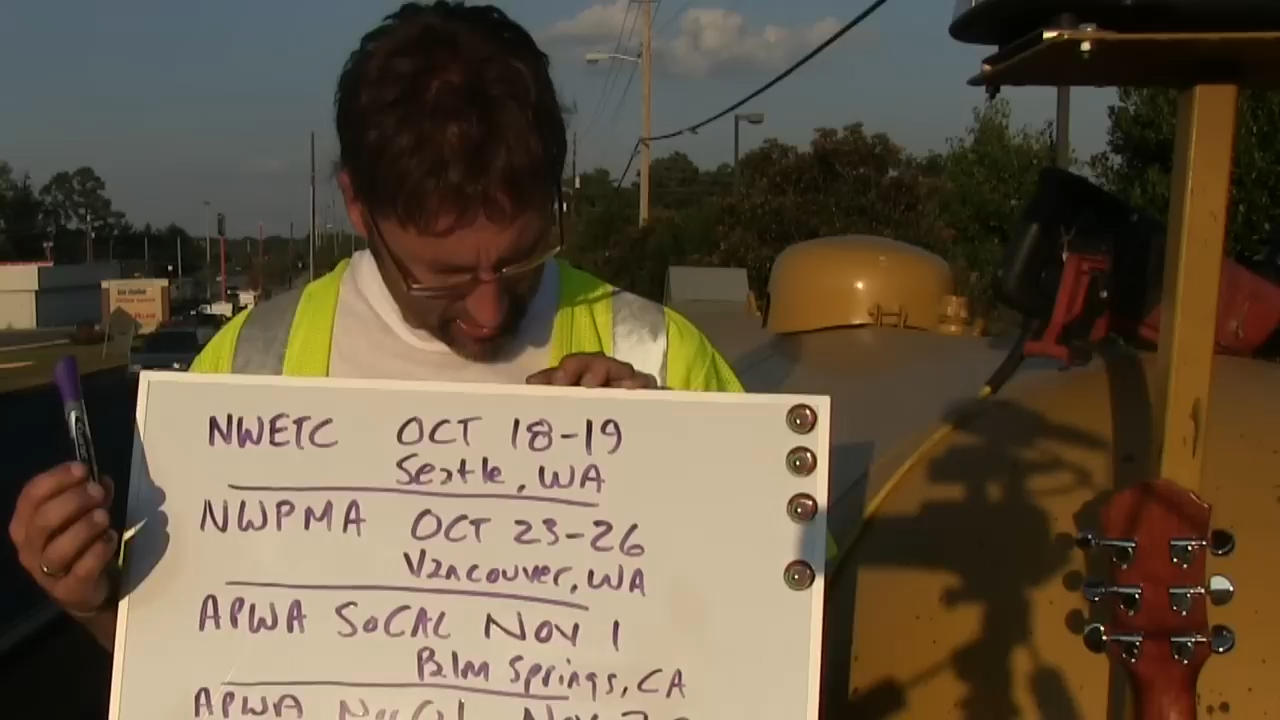 NWETC OCT 18-19
Seattle, WA
NWPMA OCT 23-26
Vancouver, WA
APWA SoCAL Nov 1
Palm Springs, CA
APWA Nov